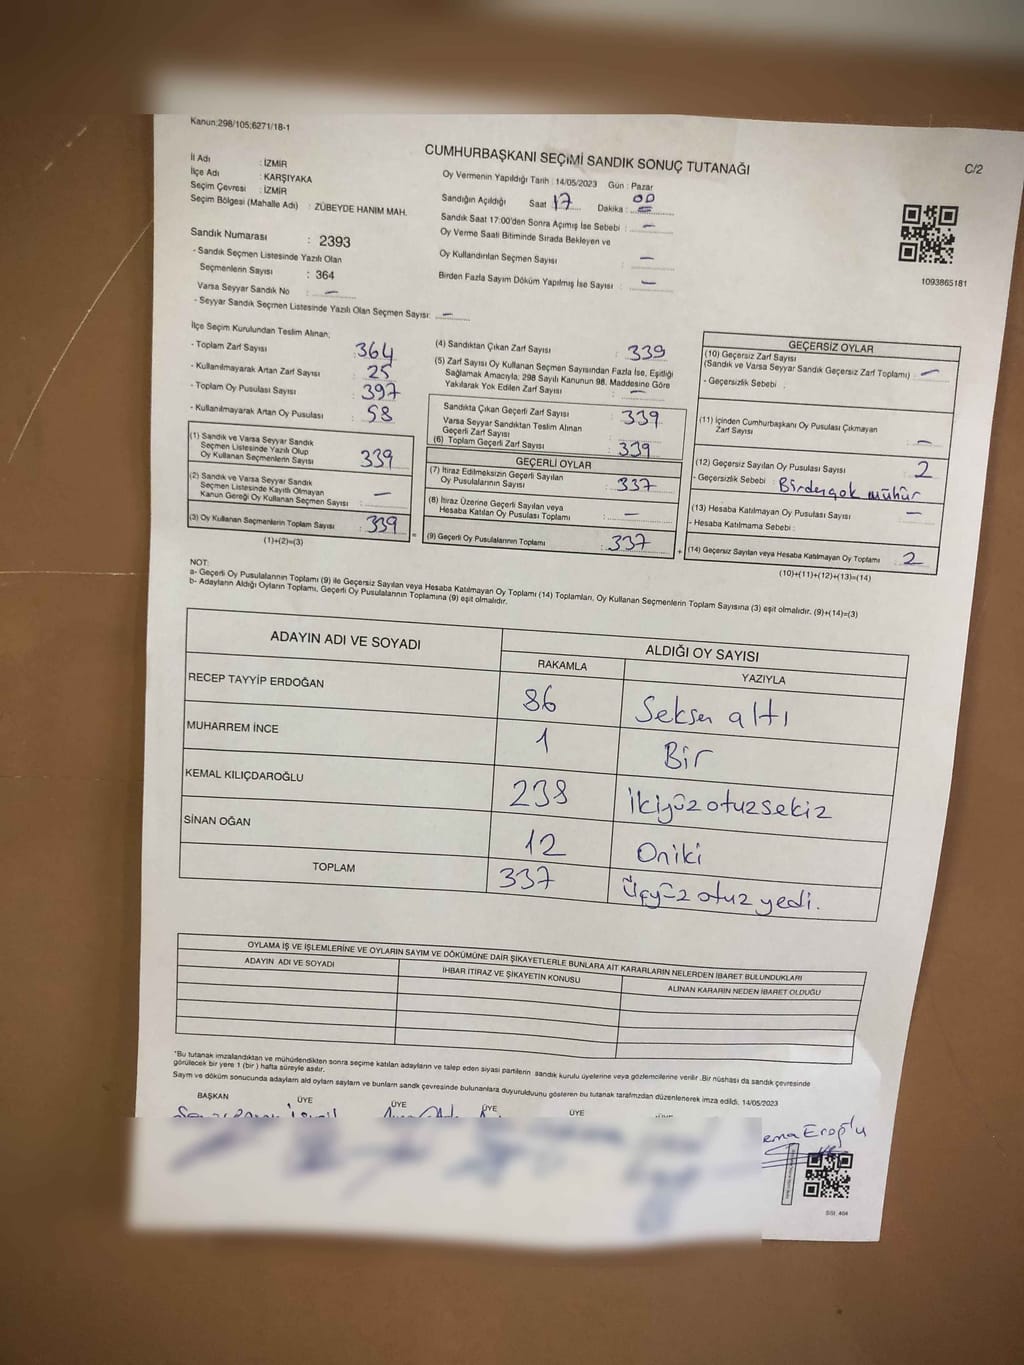 Kanun;298/105;6271/18-1
CUMHURBAŞKANI SEÇİMİ SANDIK SONUÇ TUTANAĞI
C/2
İl Adı : İZMİR
İlçe Adı : KARŞIYAKA
Seçim Çevresi : İZMİR
Seçim Bölgesi (Mahalle Adı) : ZÜBEYDE HANIM MAH.
Sandık Numarası : 2393
- Sandık Seçmen Listesinde Yazılı Olan
Seçmenlerin Sayısı : 364
Varsa Seyyar Sandık No : —
- Seyyar Sandık Seçmen Listesinde Yazılı Olan Seçmen Sayısı: —
Oy Vermenin Yapıldığı Tarih : 14/05/2023 Gün : Pazar
Sandığın Açıldığı Saat 17 Dakika : 00
Sandık Saat 17:00'den Sonra Açımış İse Sebebi : —
Oy Verme Saati Bitiminde Sırada Bekleyen ve
Oy Kullandırılan Seçmen Sayısı : —
Birden Fazla Sayım Döküm Yapılmış İse Sayısı : —
1093865181
İlçe Seçim Kurulundan Teslim Alınan;
- Toplam Zarf Sayısı : 364
- Kullanılmayarak Artan Zarf Sayısı : 25
- Toplam Oy Pusulası Sayısı : 397
- Kullanılmayarak Artan Oy Pusulası : 58
(1) Sandık ve Varsa Seyyar Sandık
Seçmen Listesinde Yazılı Olup
Oy Kullanan Seçmenlerin Sayısı : 339
(2) Sandık ve Varsa Seyyar Sandık
Seçmen Listesinde Kayıtlı Olmayan
Kanun Gereği Oy Kullanan Seçmen Sayısı : —
(3) Oy Kullanan Seçmenlerin Toplam Sayısı : 339
(1)+(2)=(3)
(4) Sandıktan Çıkan Zarf Sayısı : 339
(5) Zarf Sayısı Oy Kullanan Seçmen Sayısından Fazla İse, Eşitliği
Sağlamak Amacıyla, 298 Sayılı Kanunun 98. Maddesine Göre
Yakılarak Yok Edilen Zarf Sayısı : —
Sandıkta Çıkan Geçerli Zarf Sayısı : 339
Varsa Seyyar Sandıktan Teslim Alınan
Geçerli Zarf Sayısı :
(6) Toplam Geçerli Zarf Sayısı : 339
GEÇERLİ OYLAR
(7) İtiraz Edilmeksizin Geçerli Sayılan
Oy Pusulalarının Sayısı : 337
(8) İtiraz Üzerine Geçerli Sayılan veya
Hesaba Katılan Oy Pusulası Toplamı : —
(9) Geçerli Oy Pusulalarının Toplamı : 337
GEÇERSİZ OYLAR
(10) Geçersiz Zarf Sayısı
(Sandık ve Varsa Seyyar Sandık Geçersiz Zarf Toplamı) : —
- Geçersizlik Sebebi :
(11) İçinden Cumhurbaşkanı Oy Pusulası Çıkmayan
Zarf Sayısı : —
(12) Geçersiz Sayılan Oy Pusulası Sayısı : 2
- Geçersizlik Sebebi : Birdençok mühür
(13) Hesaba Katılmayan Oy Pusulası Sayısı : —
- Hesaba Katılmama Sebebi :
(14) Geçersiz Sayılan veya Hesaba Katılmayan Oy Toplamı : 2
(10)+(11)+(12)+(13)=(14)
NOT:
a- Geçerli Oy Pusulalarının Toplamı (9) ile Geçersiz Sayılan veya Hesaba Katılmayan Oy Toplamı (14) Toplamları, Oy Kullanan Seçmenlerin Toplam Sayısına (3) eşit olmalıdır. (9)+(14)=(3)
b- Adayların Aldığı Oyların Toplamı, Geçerli Oy Pusulalarının Toplamına (9) eşit olmalıdır.
ADAYIN ADI VE SOYADI ALDIĞI OY SAYISI
RAKAMLA YAZIYLA
RECEP TAYYİP ERDOĞAN 86 Seksen altı
MUHARREM İNCE 1 Bir
KEMAL KILIÇDAROĞLU 238 İkiyüz otuzsekiz
SİNAN OĞAN 12 Oniki
TOPLAM 337 Üçyüz otuz yedi.
OYLAMA İŞ VE İŞLEMLERİNE VE OYLARIN SAYIM VE DÖKÜMÜNE DAİR ŞİKAYETLERLE BUNLARA AİT KARARLARIN NELERDEN İBARET BULUNDUKLARI
ADAYIN ADI VE SOYADI İHBAR İTİRAZ VE ŞİKAYETİN KONUSU ALINAN KARARIN NEDEN İBARET OLDUĞU
*Bu tutanak imzalandıktan ve mühürlendikten sonra seçime katılan adayların ve talep eden siyasi partilerin sandık kurulu üyelerine veya gözlemcilerine verilir .Bir nüshası da sandık çevresinde
görülecek bir yere 1 (bir ) hafta süreyle asılır.
Sayım ve döküm sonucunda adayların ald oyların sayların ve bunların sandk çevresinde bulunanlara duyurulduunu gösteren bu tutanak tarafmzdan düzenlenerek imza edildi. 14/05/2023
BAŞKAN ÜYE ÜYE ÜYE ÜYE
ema Eroğlu